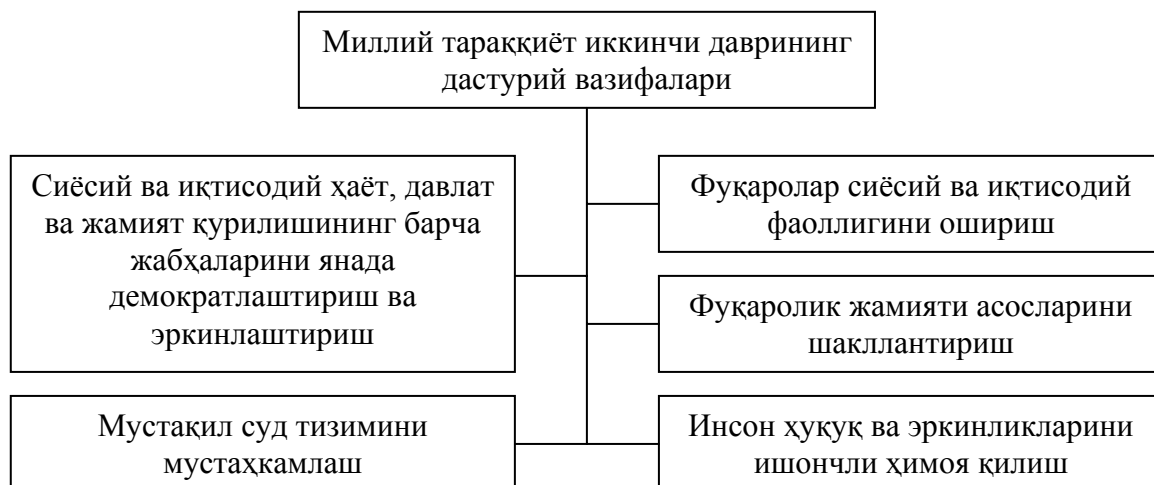 Миллий тараққиёт иккинчи даврининг
дастурий вазифалари
Сиёсий ва иқтисодий ҳаёт, давлат
ва жамият қурилишининг барча
жабҳаларини янада
демократлаштириш ва
эркинлаштириш
Фуқаролар сиёсий ва иқтисодий
фаоллигини ошириш
Фуқаролик жамияти асосларини
шакллантириш
Мустақил суд тизимини
мустаҳкамлаш
Инсон ҳуқуқ ва эркинликларини
ишончли ҳимоя қилиш